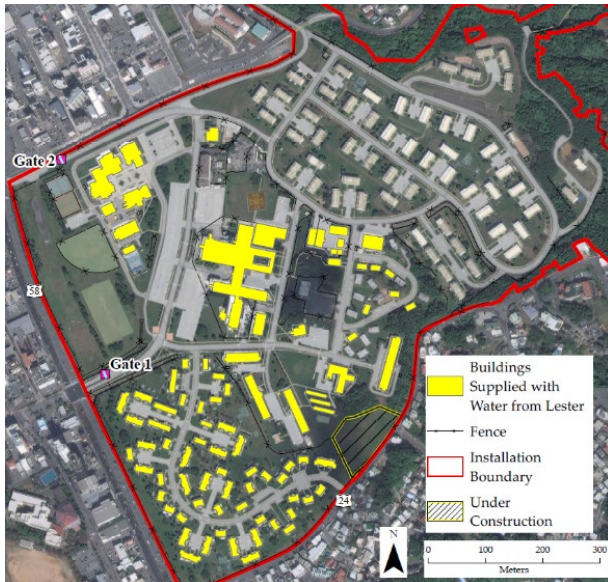 Gate 2
58
Gate 1
24
Buildings
Supplied with
Water from Lester
Fence
Installation
Boundary
Under
Construction
N
0 100 200 300
Meters